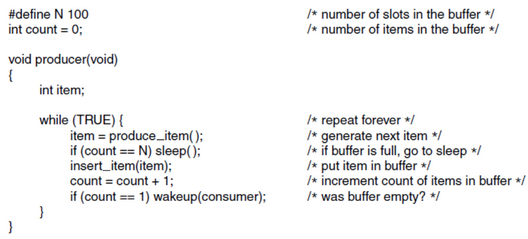 #define N 100 /* number of slots in the buffer */
int count = 0; /* number of items in the buffer */
void producer(void)
{
int item;
while (TRUE) { /* repeat forever */
item = produce_item(); /* generate next item */
if (count == N) sleep(); /* if buffer is full, go to sleep */
insert_item(item); /* put item in buffer */
count = count + 1; /* increment count of items in buffer */
if (count == 1) wakeup(consumer); /* was buffer empty? */
}
}